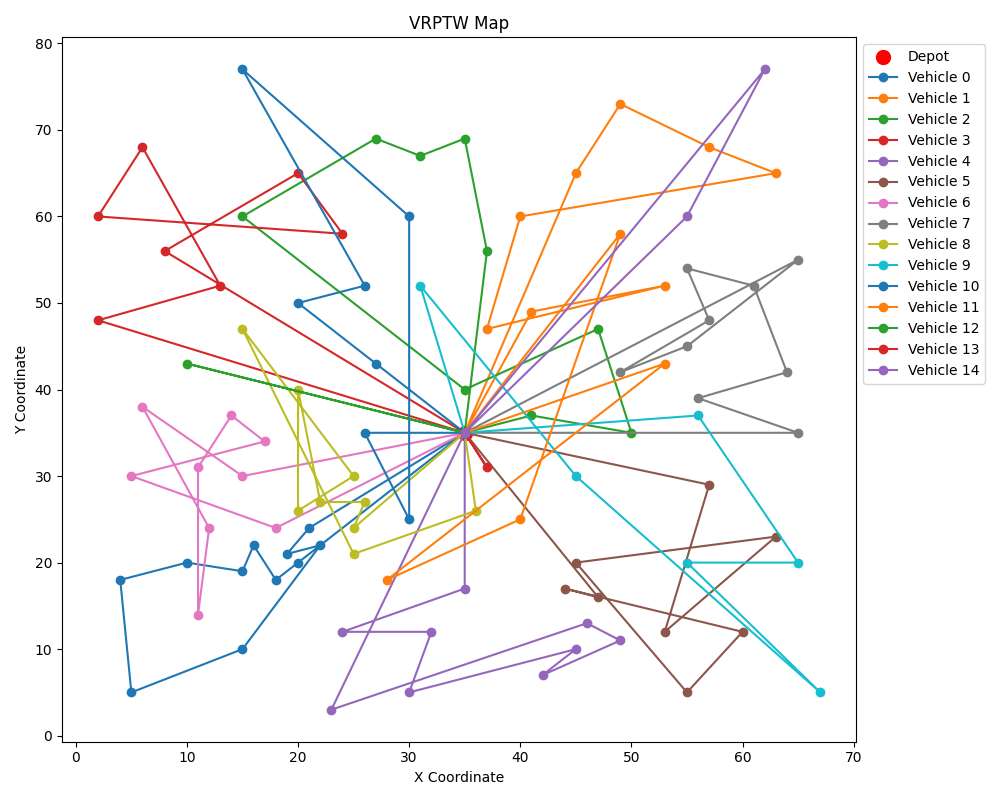 VRPTW Map
80
70
60
50
40
30
20
10
0
Y Coordinate
0 10 20 30 40 50 60 70
X Coordinate
Depot
Vehicle 0
Vehicle 1
Vehicle 2
Vehicle 3
Vehicle 4
Vehicle 5
Vehicle 6
Vehicle 7
Vehicle 8
Vehicle 9
Vehicle 10
Vehicle 11
Vehicle 12
Vehicle 13
Vehicle 14